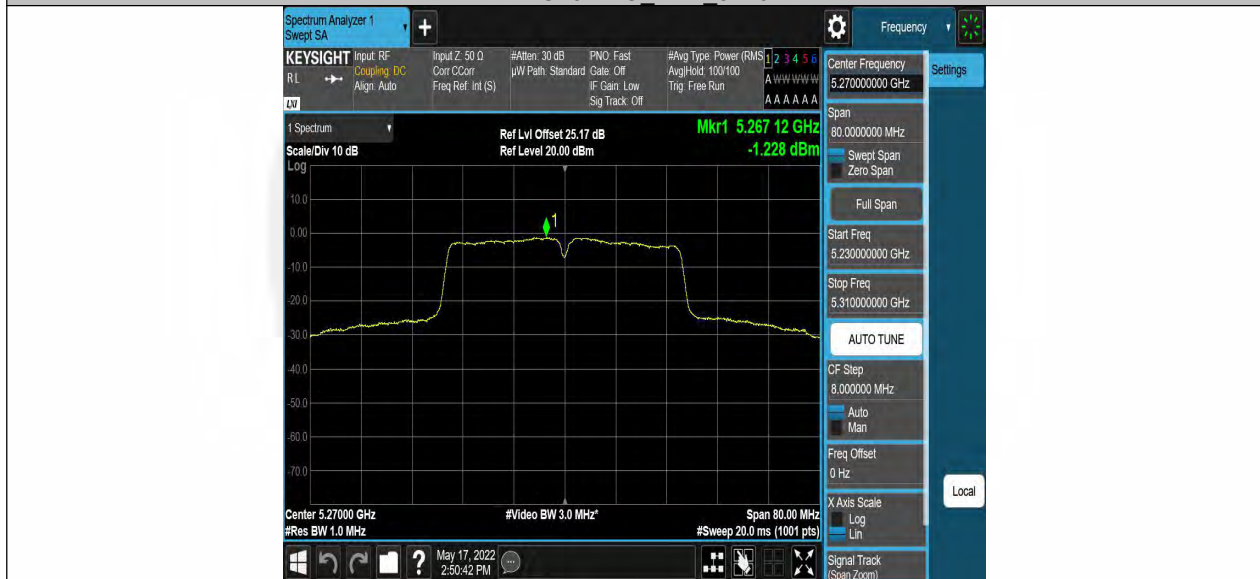 Spectrum Analyzer 1
Swept SA
+
Frequency
KEYSIGHT
RL
LXI
Input: RF
Coupling: DC
Align: Auto
Input Z: 50 Ω
Corr CCorr
Freq Ref: Int (S)
#Atten: 30 dB
µW Path: Standard
PNO: Fast
Gate: Off
IF Gain: Low
Sig Track: Off
#Avg Type: Power (RMS
Avg|Hold: 100/100
Trig: Free Run
1 2 3 4 5 6
A W W W W W
A A A A A A
1 Spectrum
Scale/Div 10 dB
Log
Ref Lvl Offset 25.17 dB
Ref Level 20.00 dBm
Mkr1 5.267 12 GHz
-1.228 dBm
10.0
0.00
-10.0
-20.0
-30.0
-40.0
-50.0
-60.0
-70.0
1
Center 5.27000 GHz
#Res BW 1.0 MHz
#Video BW 3.0 MHz*
Span 80.00 MHz
#Sweep 20.0 ms (1001 pts)
Center Frequency
5.270000000 GHz
Settings
Span
80.0000000 MHz
Swept Span
Zero Span
Full Span
Start Freq
5.230000000 GHz
Stop Freq
5.310000000 GHz
AUTO TUNE
CF Step
8.000000 MHz
Auto
Man
Freq Offset
0 Hz
X Axis Scale
Log
Lin
Local
Signal Track
(Span Zoom)
?
May 17, 2022
2:50:42 PM